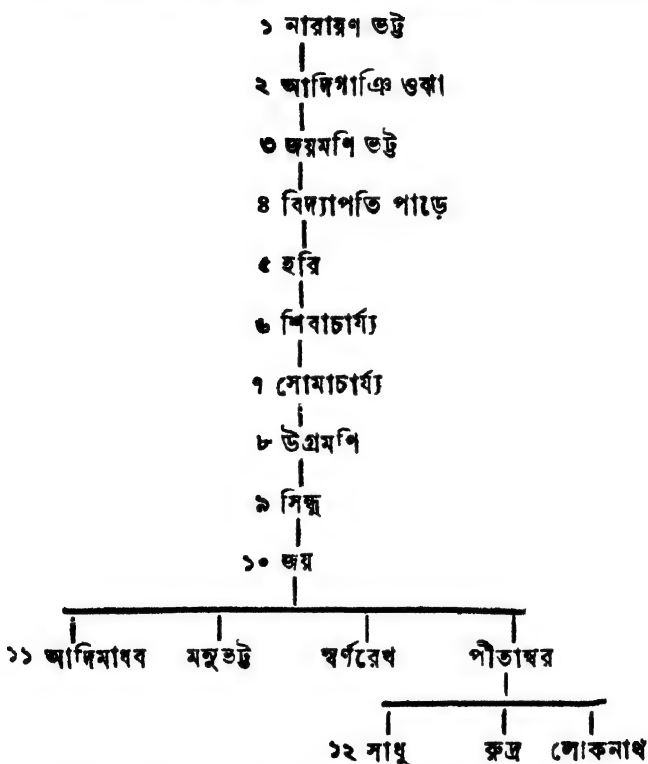 ১ নারায়ণ ভট্ট
২ আদিগাঞি ওঝা
৩ জয়মণি ভট্ট
৪ বিদ্যাপতি পাড়ে
৫ হরি
৬ শিবাচার্য্য
৭ সোমাচার্য্য
৮ উগ্রমণি
৯ সিন্ধু
১০ জয়
১১ আদিমাধব মন্মুভট্ট স্বর্ণরেখ পীতাম্বর
১২ সাধু রুদ্র লোকনাথ